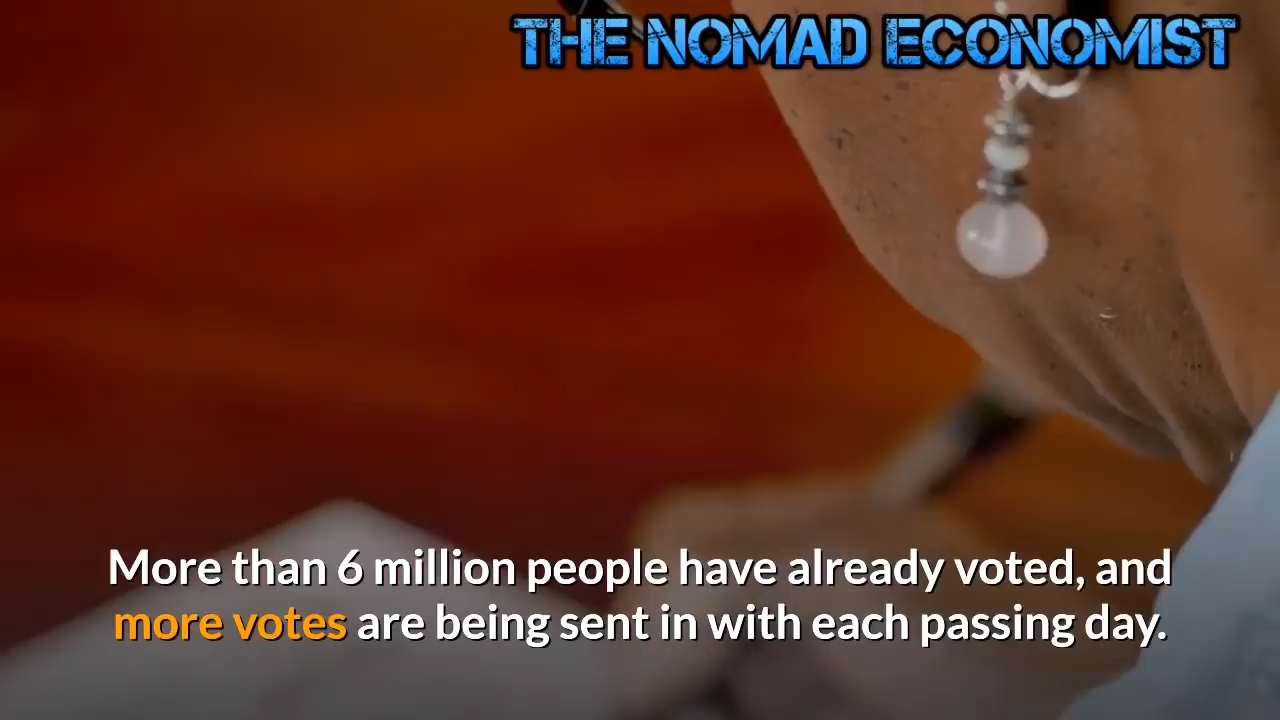 THE NOMAD ECONOMIST
More than 6 million people have already voted, and
more votes are being sent in with each passing day.